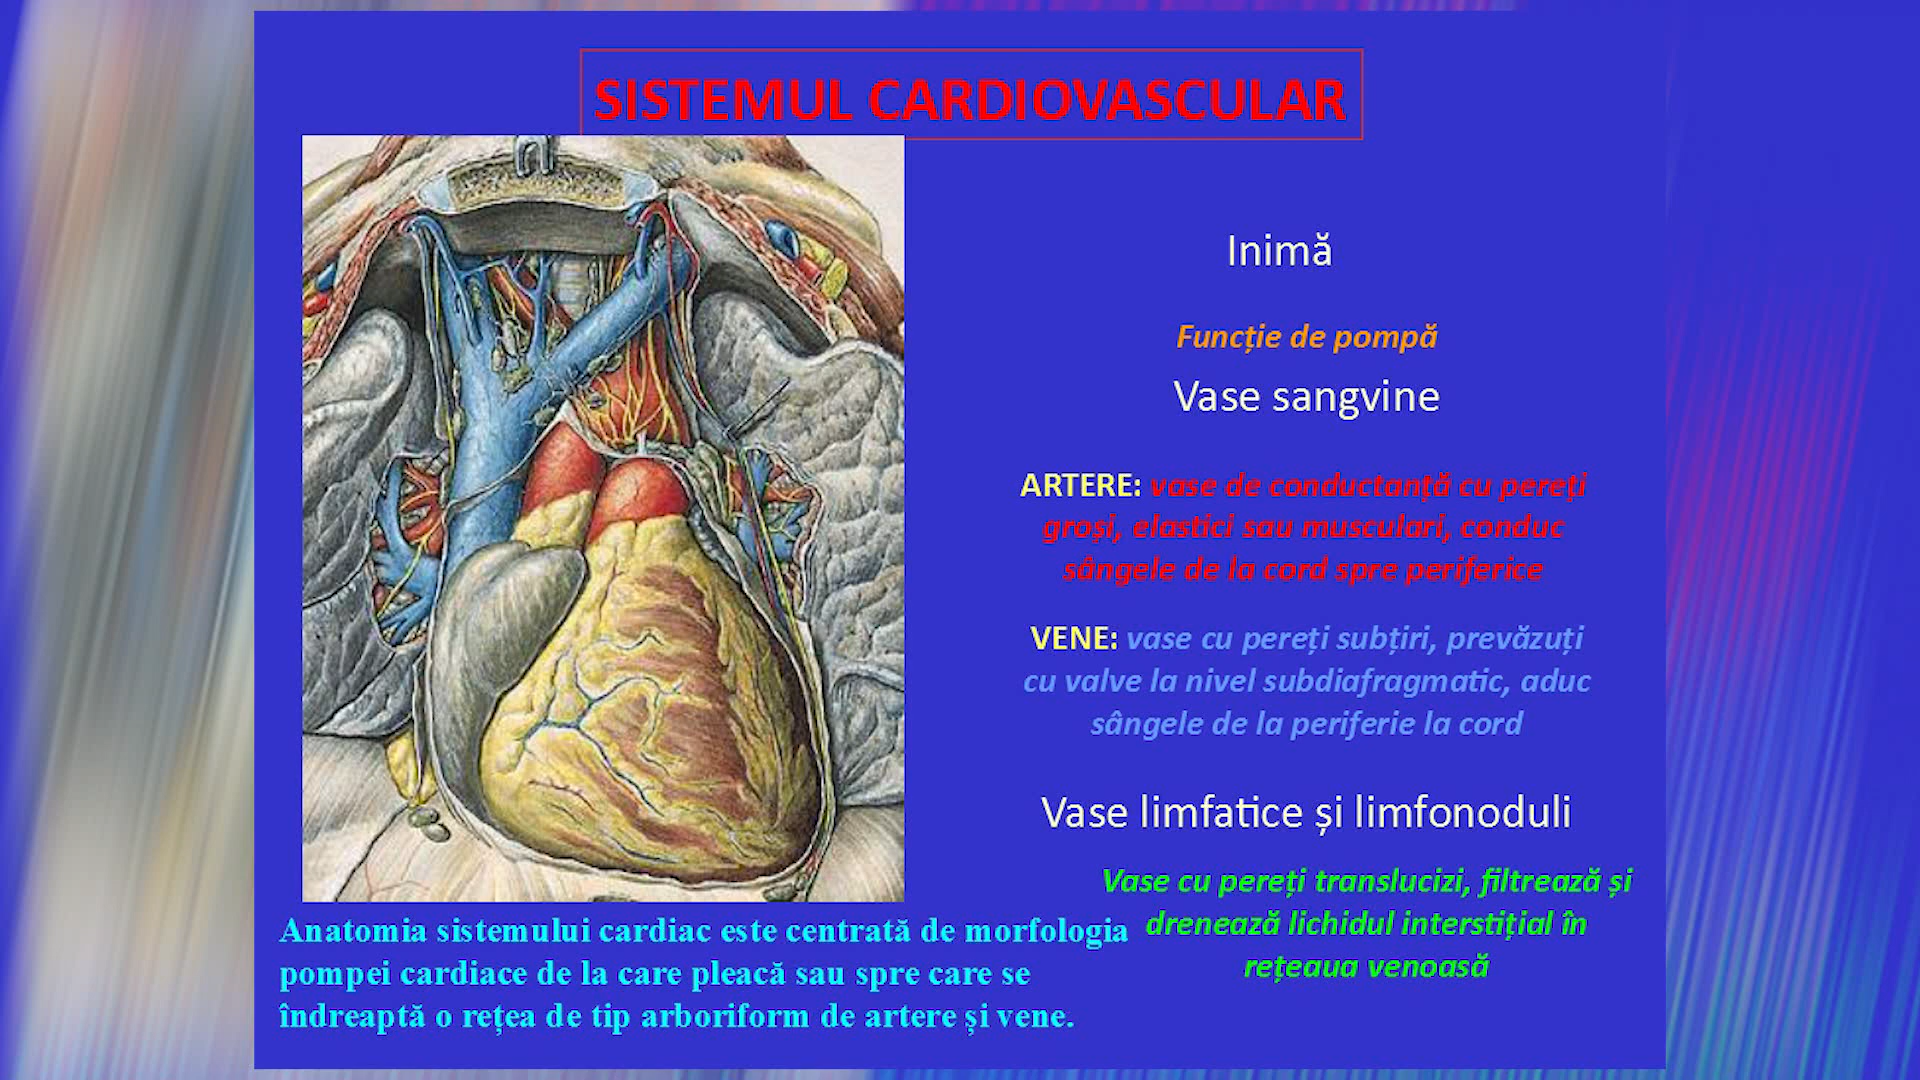 SISTEMUL CARDIOVASCULAR
Inimă
Funcție de pompă
Vase sangvine
ARTERE: vase de conductanță cu pereți
groși, elastici sau musculari, conduc
sângele de la cord spre periferice
VENE: vase cu pereți subțiri, prevăzuți
cu valve la nivel subdiafragmatic, aduc
sângele de la periferie la cord
Vase limfatice și limfonoduli
Vase cu pereți translucizi, filtrează și
drenează lichidul interstițial în
rețeaua venoasă
Anatomia sistemului cardiac este centrată de morfologia
pompei cardiace de la care pleacă sau spre care se
îndreaptă o rețea de tip arboriform de artere și vene.